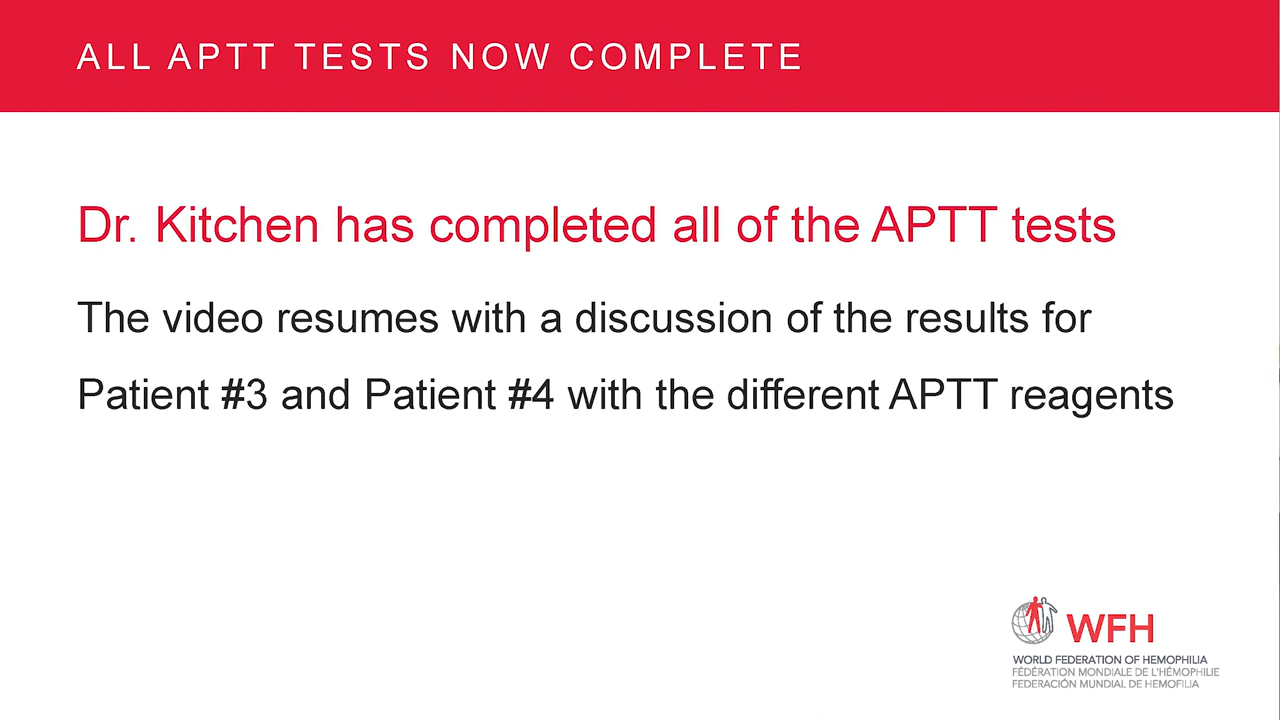 ALL APTT TESTS NOW COMPLETE
Dr. Kitchen has completed all of the APTT tests
The video resumes with a discussion of the results for
Patient #3 and Patient #4 with the different APTT reagents
WFH
WORLD FEDERATION OF HEMOPHILIA
FÉDÉRATION MONDIALE DE L'HÉMOPHILIE
FEDERACIÓN MUNDIAL DE HEMOFILIA